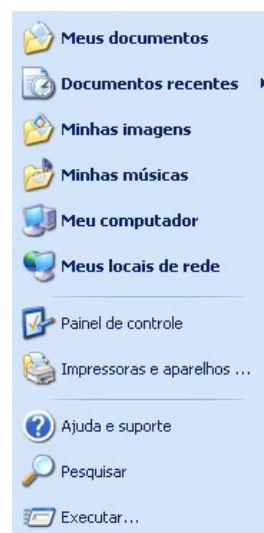 Meus documentos
Documentos recentes
Minhas imagens
Minhas músicas
Meu computador
Meus locais de rede
Painel de controle
Impressoras e aparelhos ...
Ajuda e suporte
Pesquisar
Executar...